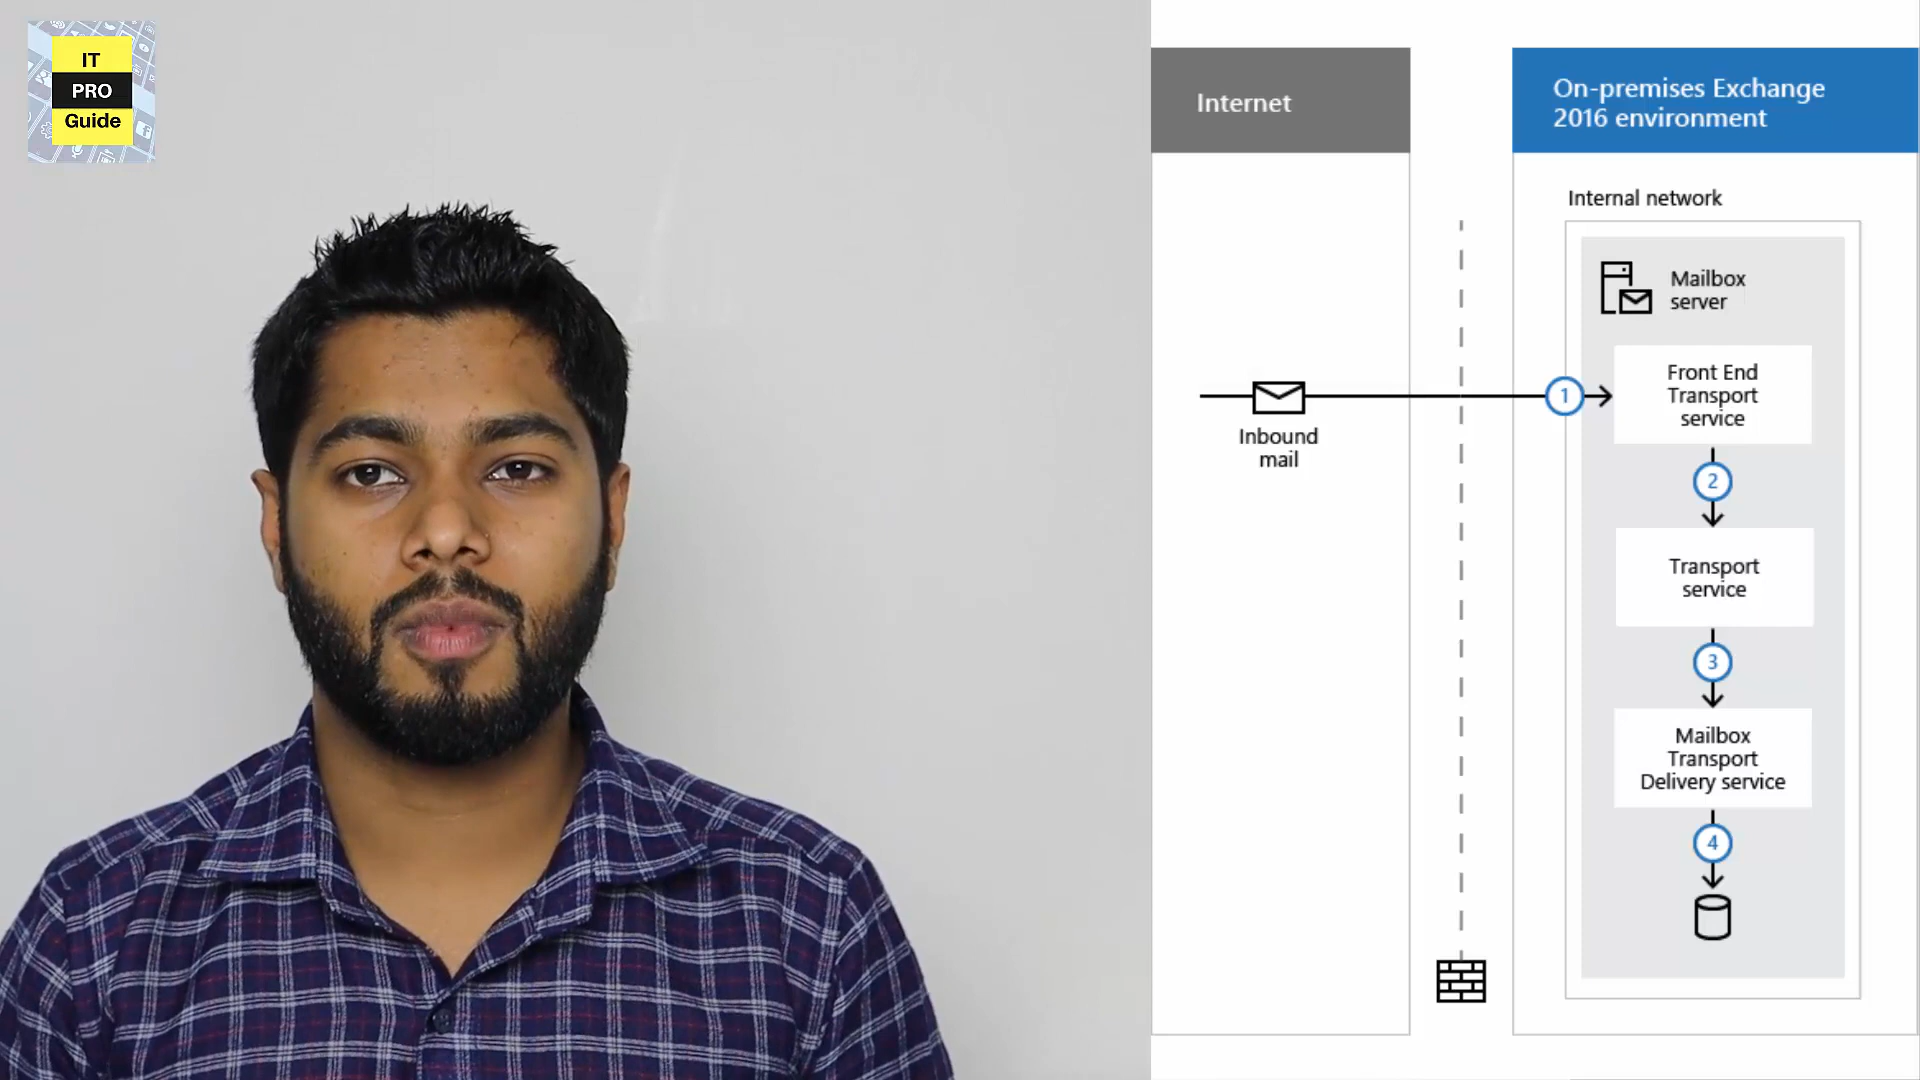 IT
PRO
Guide
Internet
On-premises Exchange
2016 environment
Internal network
Mailbox
server
1
Front End
Transport
service
Inbound
mail
2
Transport
service
3
Mailbox
Transport
Delivery service
4